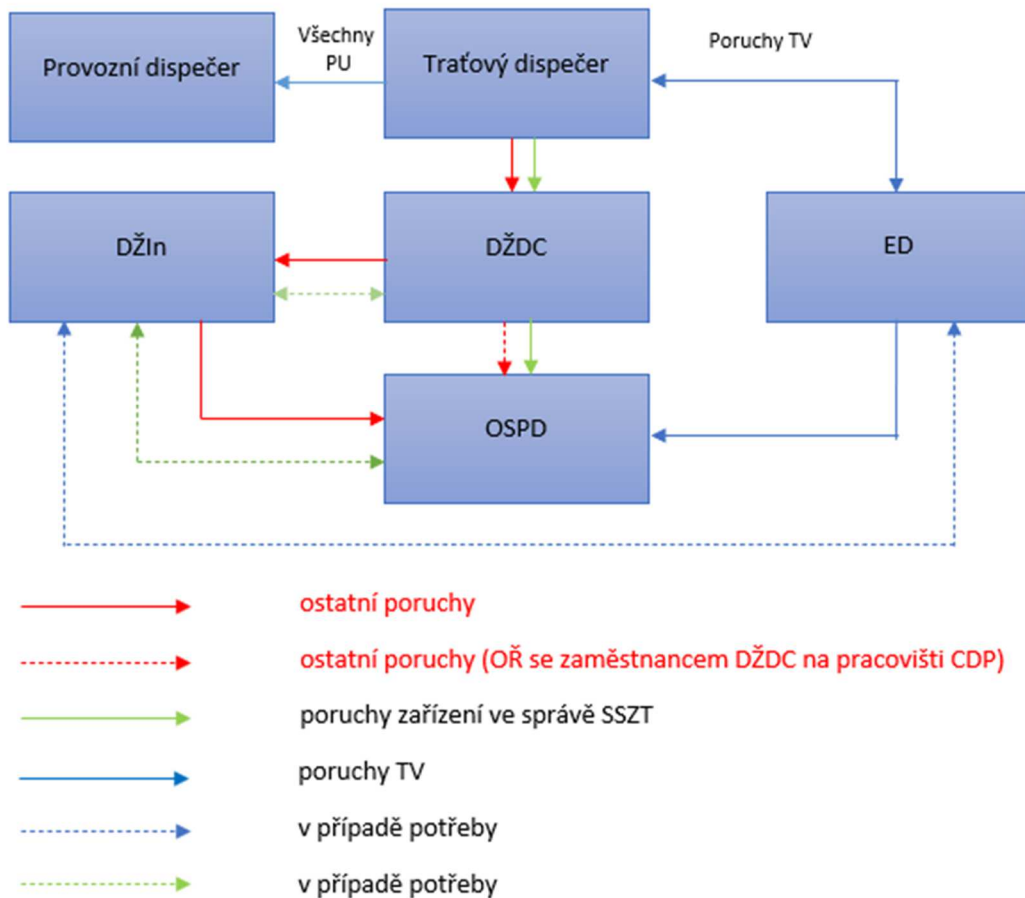 Provozní dispečer
Všechny
PU
Traťový dispečer
Poruchy TV
DŽIn
DŽDC
ED
OSPD
ostatní poruchy
ostatní poruchy (OŘ se zaměstnancem DŽDC na pracovišti CDP)
poruchy zařízení ve správě SSZT
poruchy TV
v případě potřeby
v případě potřeby